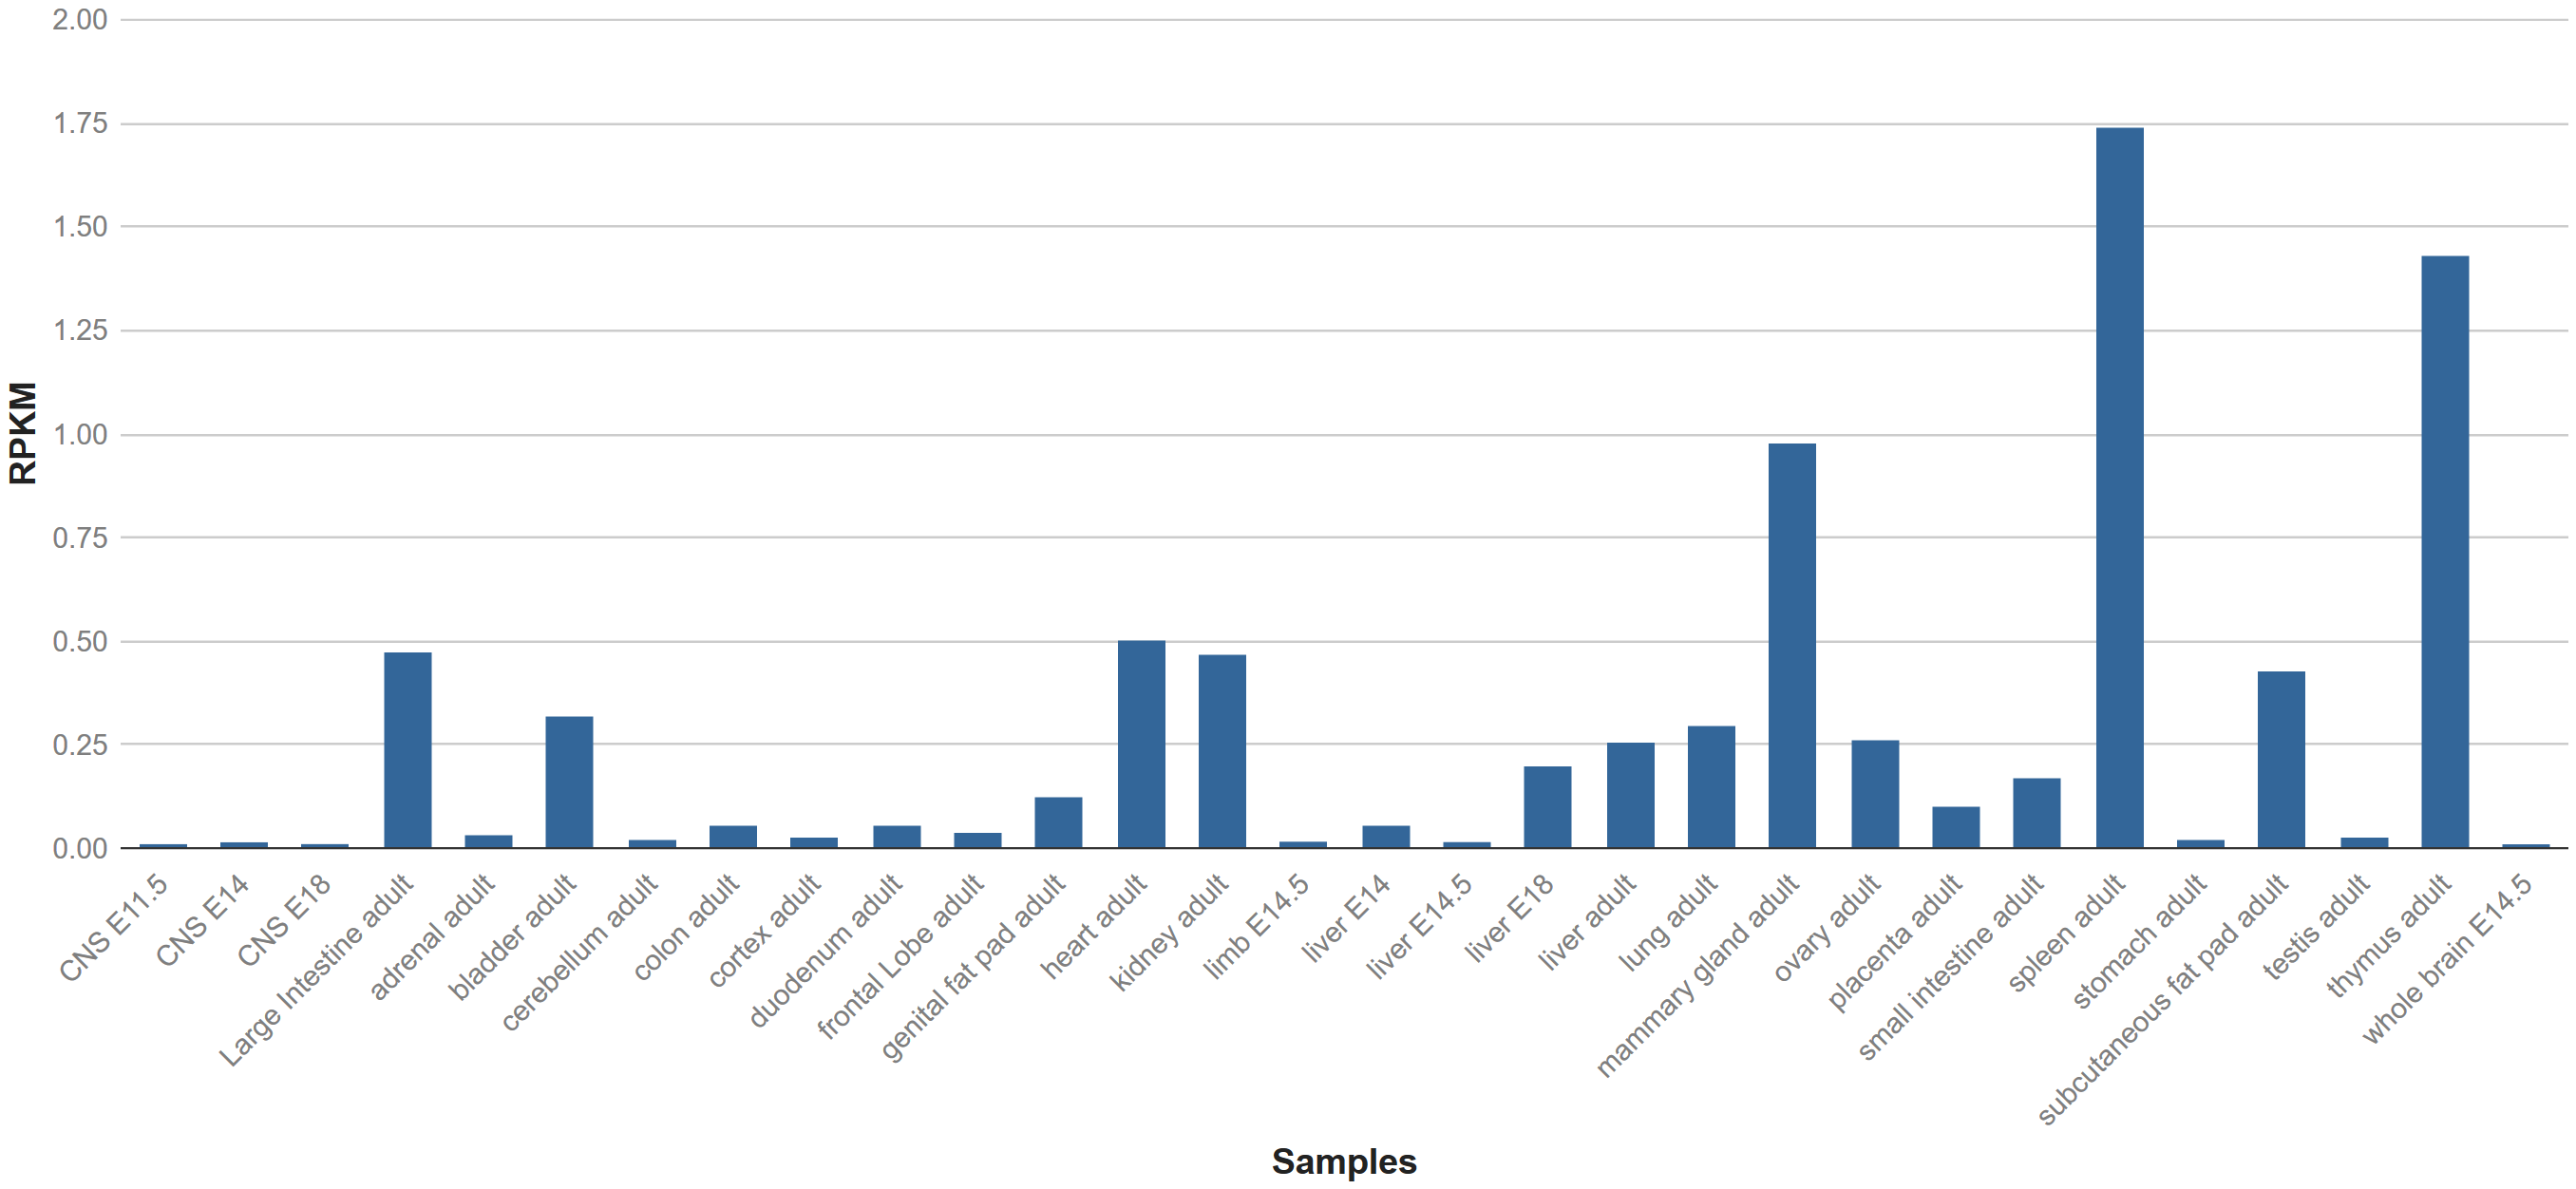 2.00
1.75
1.50
1.25
1.00
0.75
0.50
0.25
0.00
RPKM
CNS E11.5
CNS E14
CNS E18
Large Intestine adult
adrenal adult
bladder adult
cerebellum adult
colon adult
cortex adult
duodenum adult
frontal Lobe adult
genital fat pad adult
heart adult
kidney adult
limb E14.5
liver E14
liver E14.5
liver E18
liver adult
lung adult
mammary gland adult
ovary adult
placenta adult
small intestine adult
spleen adult
stomach adult
subcutaneous fat pad adult
testis adult
thymus adult
whole brain E14.5
Samples